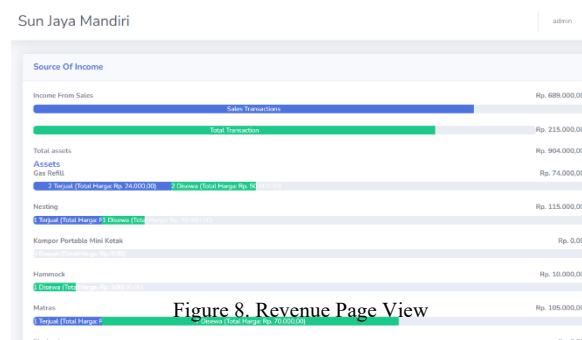 Sun Jaya Mandiri
admin
Source Of Income
Income From Sales
Rp. 689.000,00
Sales Transactions
Total Transaction
Rp. 215.000,00
Total assets
Rp. 904.000,00
Assets
Gas Refill
Rp. 74.000,00
2 Terjual (Total Harga: Rp. 24.000,00)
2 Disewa (Total Harga: Rp.
Nesting
Rp. 115.000,00
1 Terjual (Total Harga:
1 Disewa (Total
Kompor Portable Mini Kotak
Rp. 0,00
Hammock
Rp. 10.000,00
1 Disewa (Total
Matras
Rp. 105.000,00
1 Terjual (Total Harga:
Disewa (Total Harga: Rp. 70.000,00)
Figure 8. Revenue Page View